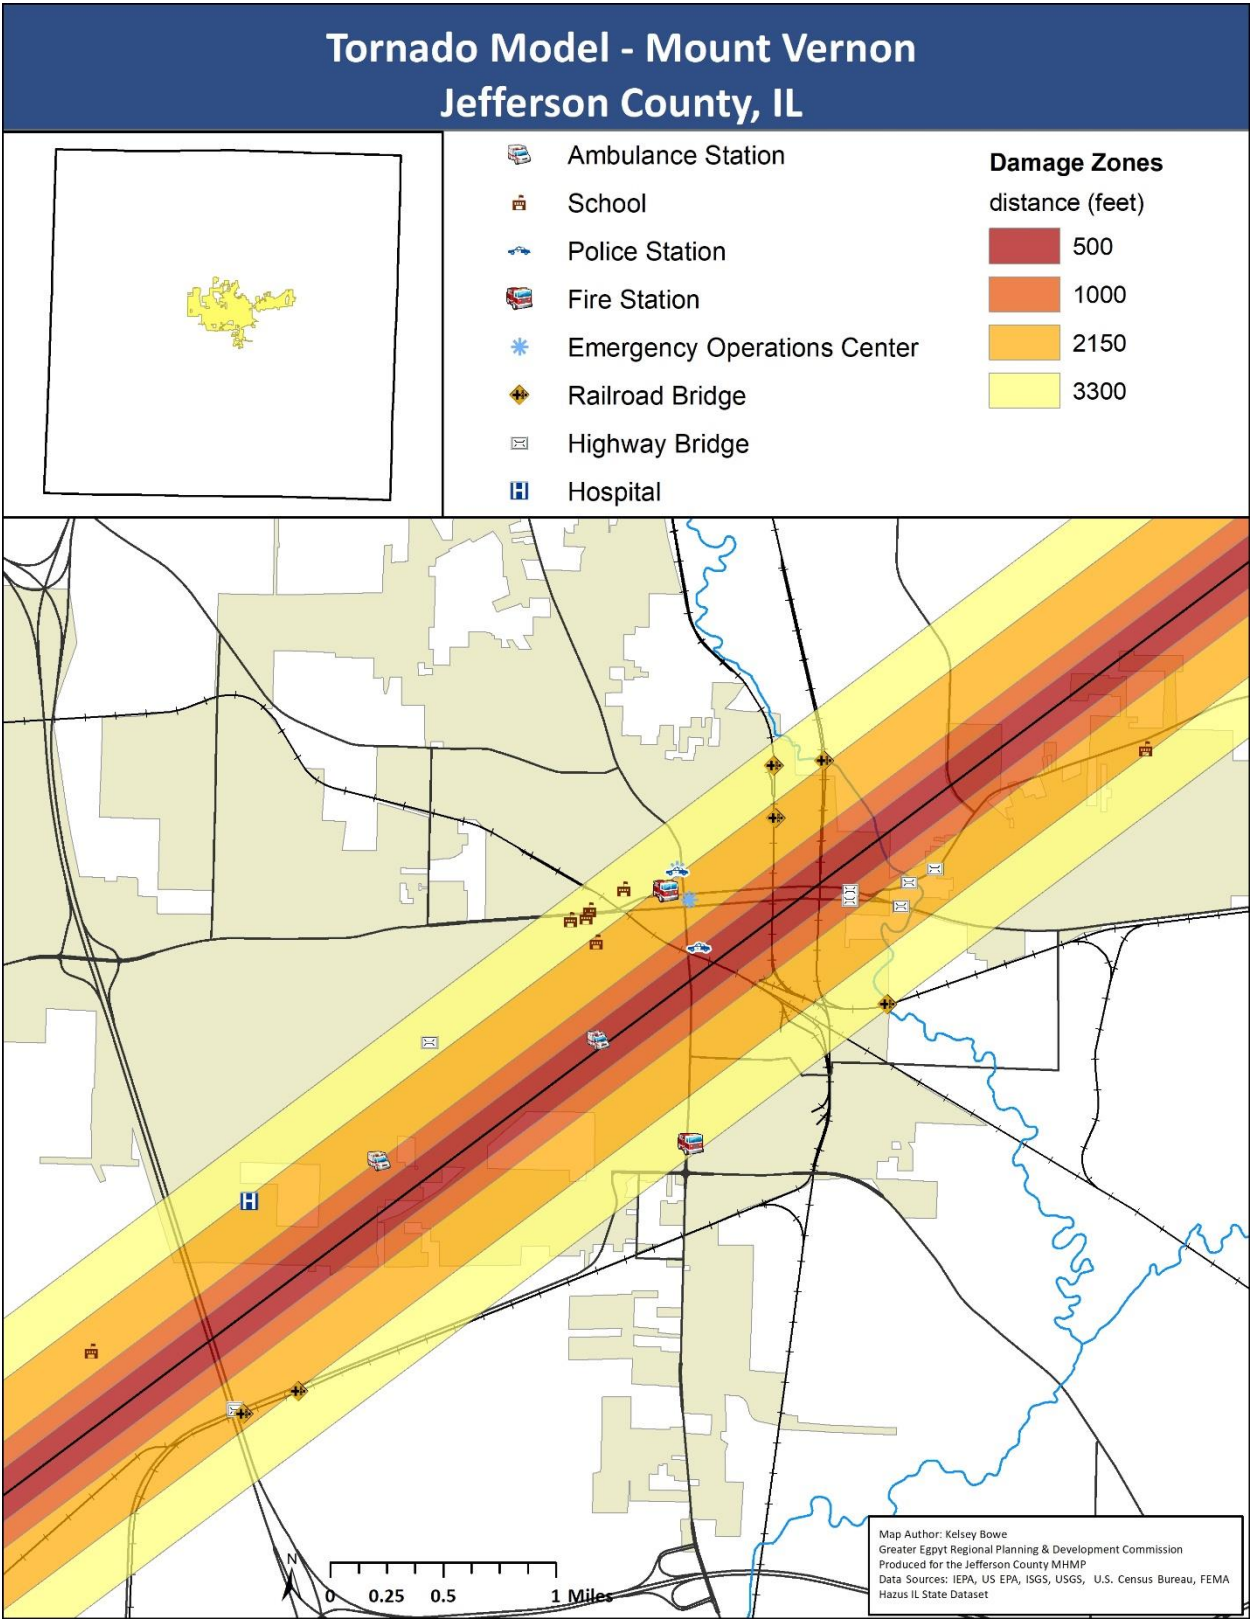 Tornado Model - Mount Vernon
Jefferson County, IL
Ambulance Station
School
Police Station
Fire Station
Emergency Operations Center
Railroad Bridge
Highway Bridge
H Hospital
Damage Zones
distance (feet)
500
1000
2150
3300
H
N
0 0.25 0.5 1 Miles
Map Author: Kelsey Bowe
Greater Egpyt Regional Planning & Development Commission
Produced for the Jefferson County MHMP
Data Sources: IEPA, US EPA, ISGS, USGS, U.S. Census Bureau, FEMA
Hazus IL State Dataset